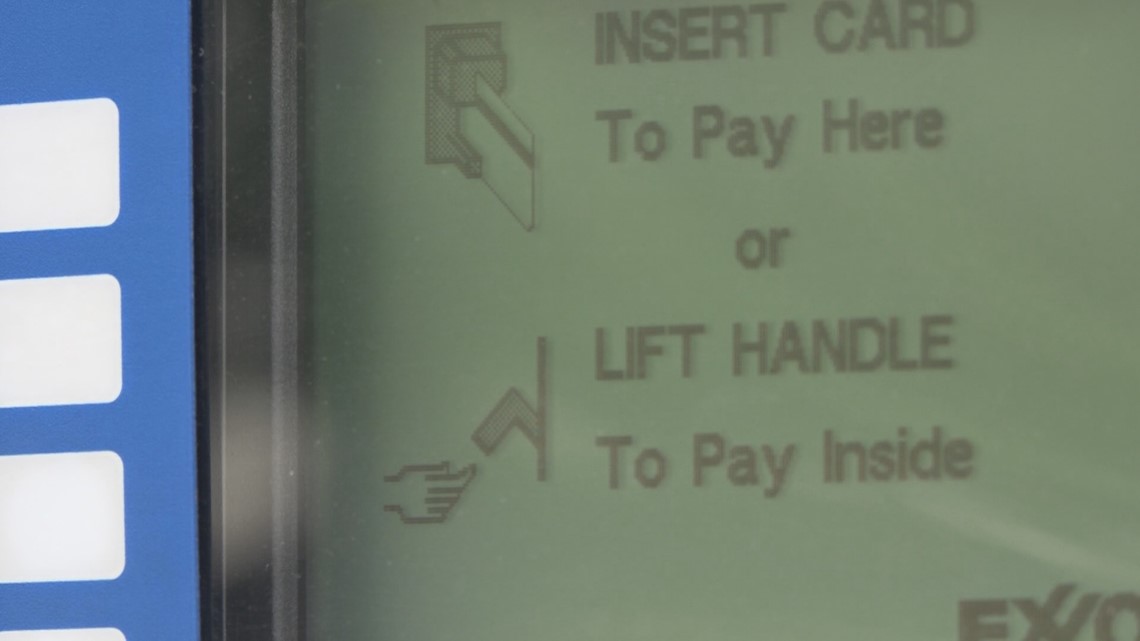 INSERT CARD
To Pay Here
or
LIFT HANDLE
To Pay Inside